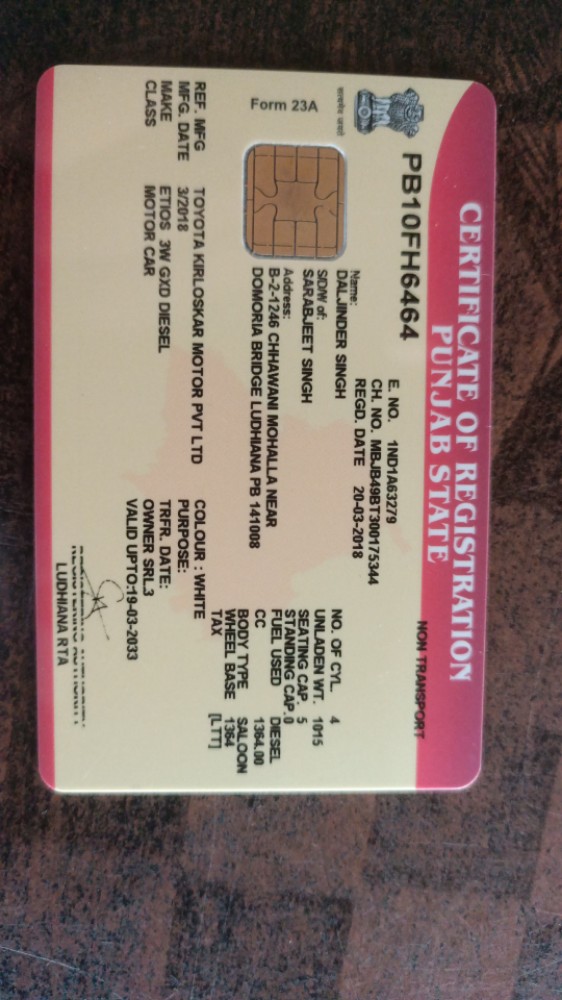 CERTIFICATE OF REGISTRATION
PUNJAB STATE
सत्यमेव जयते
PB10FH6464
NON TRANSPORT
Form 23A
E. NO. 1ND1A63279
CH. NO. MBJB49BT300175344
REGD. DATE 20-03-2018
Name:
DALJINDER SINGH
S/D/W of:
SARABJEET SINGH
Address:
B-2-1246 CHHAWANI MOHALLA NEAR
DOMORIA BRIDGE LUDHIANA PB 141008
NO. OF CYL. 4
UNLADEN WT. 1015
SEATING CAP. 5
STANDING CAP. 0
FUEL USED DIESEL
CC 1364.00
BODY TYPE SALOON
WHEEL BASE 1364
TAX [LTT]
REF. MFG TOYOTA KIRLOSKAR MOTOR PVT LTD
MFG. DATE 3/2018
MAKE ETIOS 3W GXD DIESEL
CLASS MOTOR CAR
COLOUR : WHITE
PURPOSE:
TRFR. DATE:
OWNER SRL3
VALID UPTO:19-03-2033
LUDHIANA RTA